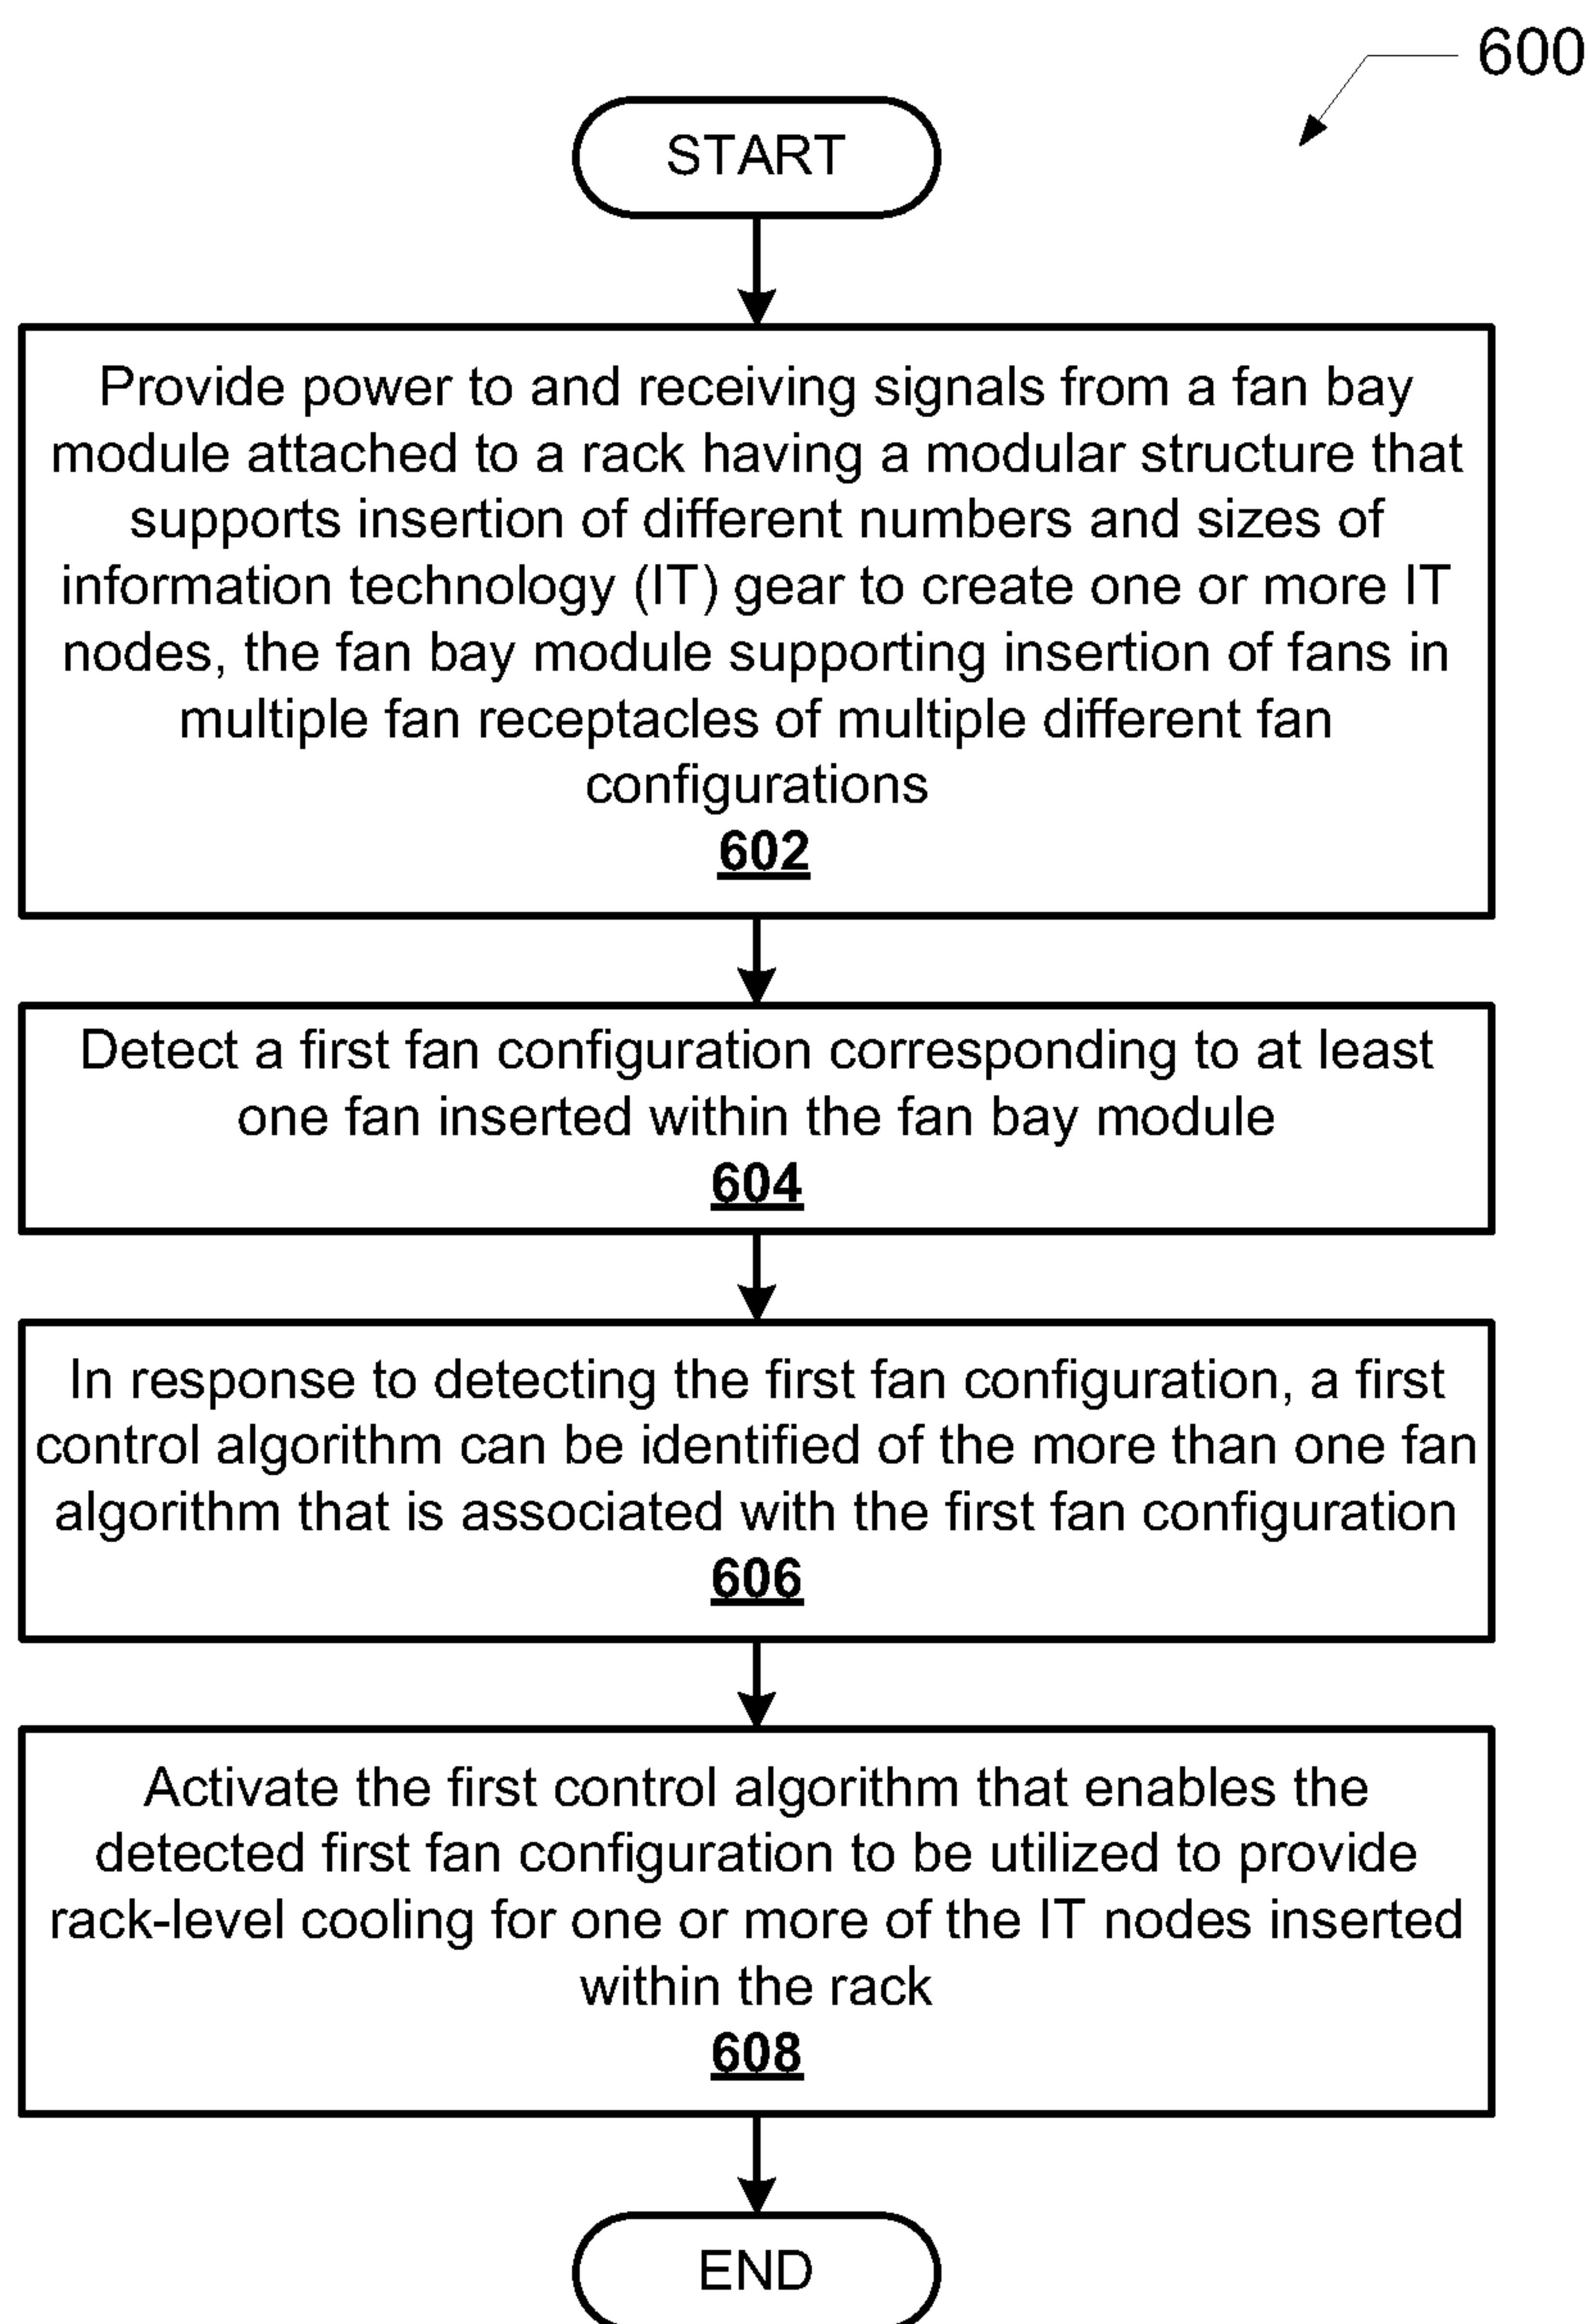 600
START
Provide power to and receiving signals from a fan bay
module attached to a rack having a modular structure that
supports insertion of different numbers and sizes of
information technology (IT) gear to create one or more IT
nodes, the fan bay module supporting insertion of fans in
multiple fan receptacles of multiple different fan
configurations
602
Detect a first fan configuration corresponding to at least
one fan inserted within the fan bay module
604
In response to detecting the first fan configuration, a first
control algorithm can be identified of the more than one fan
algorithm that is associated with the first fan configuration
606
Activate the first control algorithm that enables the
detected first fan configuration to be utilized to provide
rack-level cooling for one or more of the IT nodes inserted
within the rack
608
END